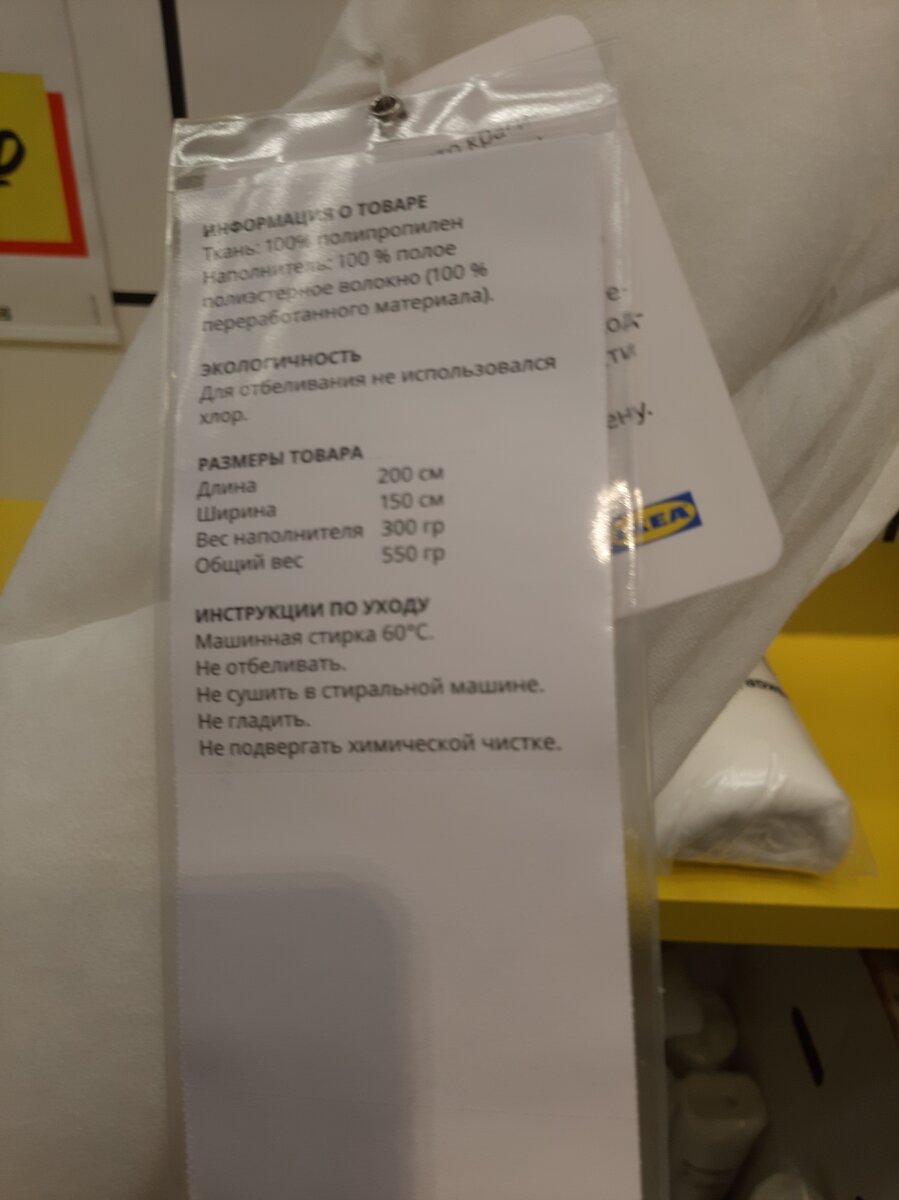 ИНФОРМАЦИЯ О ТОВАРЕ
Ткань: 100% полипропилен
Наполнитель: 100 % полое
полиэстерное волокно (100 %
переработанного материала).
ЭКОЛОГИЧНОСТЬ
Для отбеливания не использовался
хлор.
РАЗМЕРЫ ТОВАРА
Длина 200 см
Ширина 150 см
Вес наполнителя 300 гр
Общий вес 550 гр
ИНСТРУКЦИИ ПО УХОДУ
Машинная стирка 60°С.
Не отбеливать.
Не сушить в стиральной машине.
Не гладить.
Не подвергать химической чистке.
IKEA